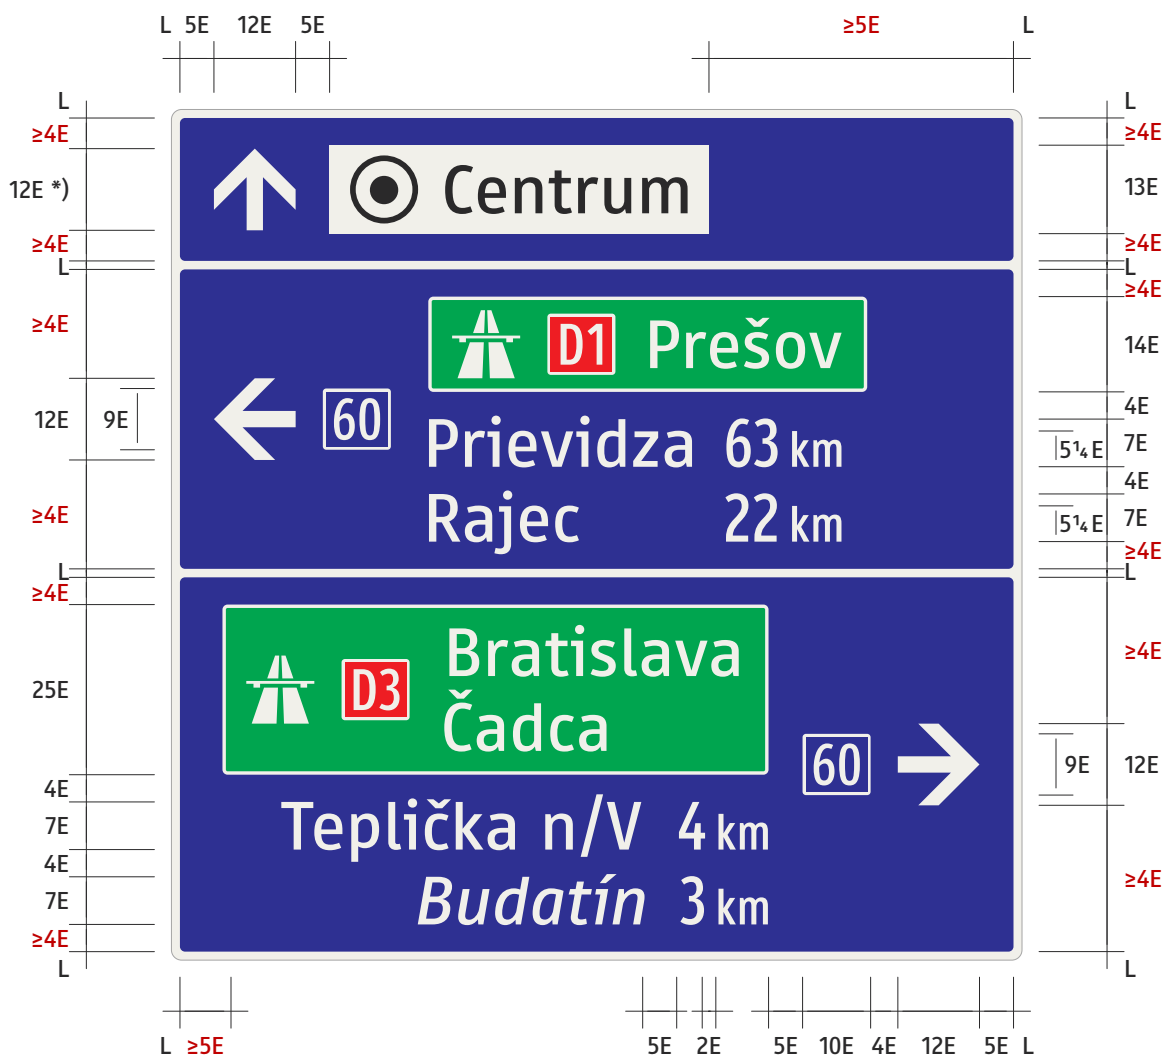 L 5E 12E 5E ≥5E L
L L
≥4E ≥4E
12E *) Centrum 13E
≥4E ≥4E
L L
≥4E
≥4E D1 Prešov 14E
12E 9E 60 4E
Prievidza 63 km 5¼E 7E
4E
≥4E Rajec 22 km 5¼E 7E
≥4E
L L
≥4E
Bratislava ≥4E
25E D3
Čadca
60 9E 12E
4E
7E Teplička n/V 4 km
4E ≥4E
7E Budatín 3 km
≥4E
L L
L ≥5E 5E 2E 5E 10E 4E 12E 5E L